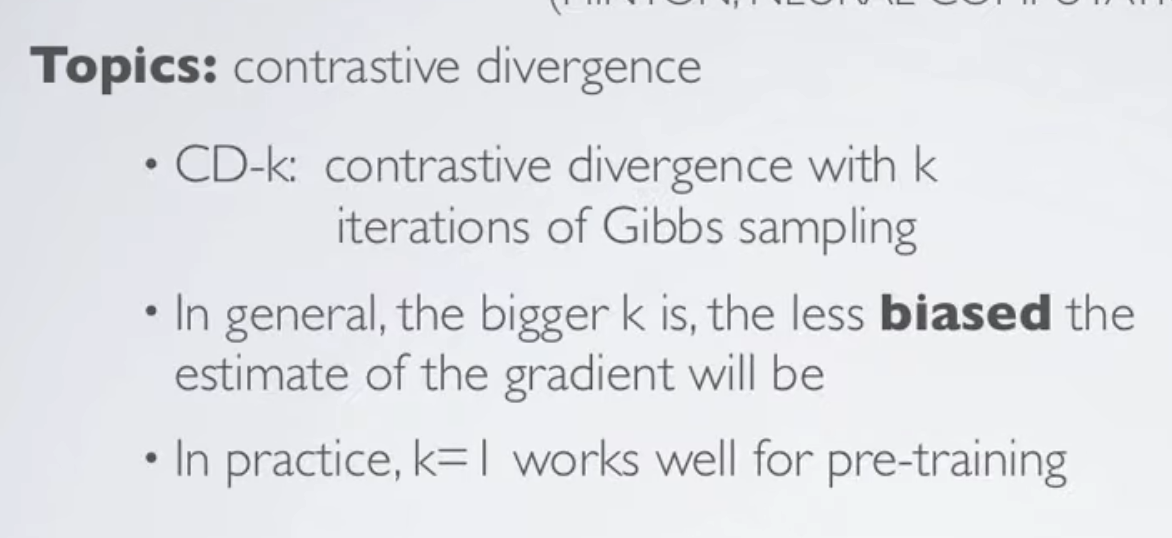 Topics: contrastive divergence
• CD-k: contrastive divergence with k
iterations of Gibbs sampling
• In general, the bigger k is, the less biased the
estimate of the gradient will be
• In practice, k=1 works well for pre-training